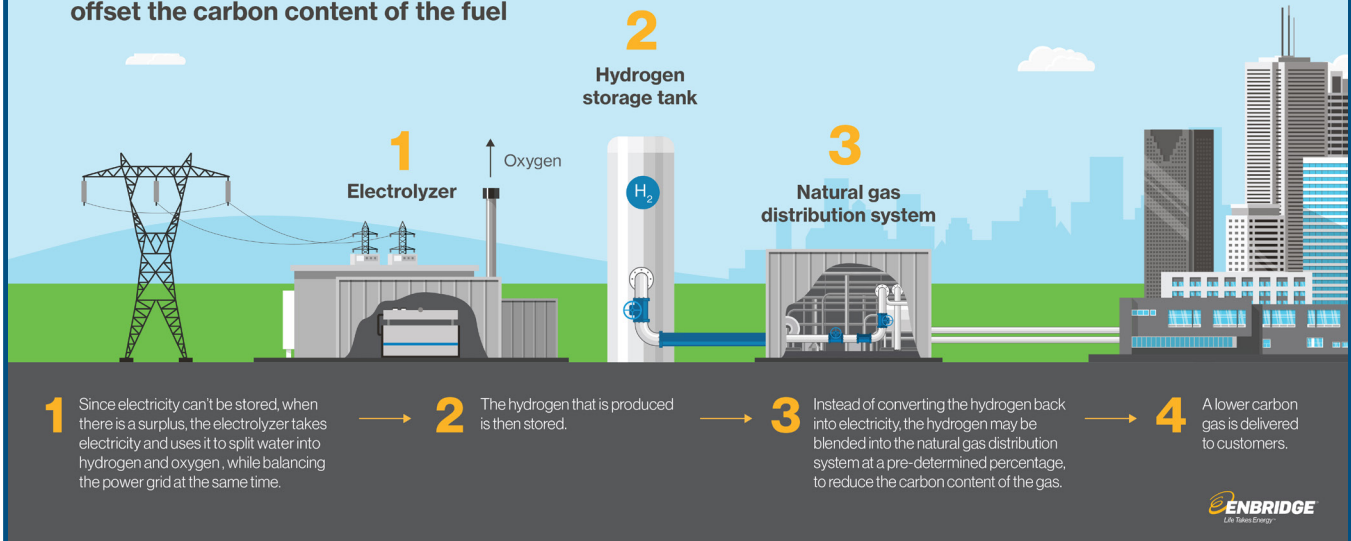 offset the carbon content of the fuel
2
Hydrogen
storage tank
1
Electrolyzer
Oxygen
H2
3
Natural gas
distribution system
1
Since electricity can't be stored, when
there is a surplus, the electrolyzer takes
electricity and uses it to split water into
hydrogen and oxygen , while balancing
the power grid at the same time.
2
The hydrogen that is produced
is then stored.
3
Instead of converting the hydrogen back
into electricity, the hydrogen may be
blended into the natural gas distribution
system at a pre-determined percentage,
to reduce the carbon content of the gas.
4
A lower carbon
gas is delivered
to customers.
ENBRIDGE™
Life Takes Energy™